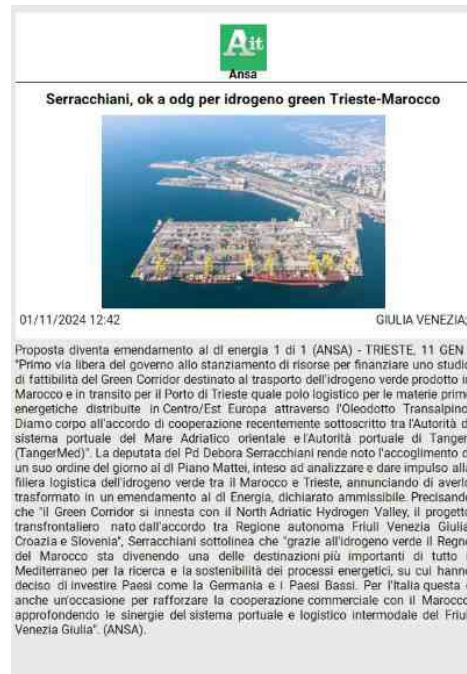 Ait
Ansa
Serracchiani, ok a odg per idrogeno green Trieste-Marocco
01/11/2024 12:42
GIULIA VENEZIA;
Proposta diventa emendamento al dl energia 1 di 1 (ANSA) - TRIESTE, 11 GEN
"Primo via libera del governo allo stanziamento di risorse per finanziare uno studio
di fattibilità del Green Corridor destinato al trasporto dell'idrogeno verde prodotto in
Marocco e in transito per il Porto di Trieste quale polo logistico per le materie prime
energetiche distribuite in Centro/Est Europa attraverso l'Oleodotto Transalpino.
Diamo corpo all'accordo di cooperazione recentemente sottoscritto tra l'Autorità di
sistema portuale del Mare Adriatico orientale e l'Autorità portuale di Tangeri
(TangerMed)". La deputata del Pd Debora Serracchiani rende noto l'accoglimento di
un suo ordine del giorno al dl Piano Mattei, inteso ad analizzare e dare impulso alla
filiera logistica dell'idrogeno verde tra il Marocco e Trieste, annunciando di averlo
trasformato in un emendamento al dl Energia, dichiarato ammissibile. Precisando
che "il Green Corridor si innesta con il North Adriatic Hydrogen Valley, il progetto
transfrontaliero nato dall'accordo tra Regione autonoma Friuli Venezia Giulia,
Croazia e Slovenia", Serracchiani sottolinea che "grazie all'idrogeno verde il Regno
del Marocco sta divenendo una delle destinazioni più importanti di tutto il
Mediterraneo per la ricerca e la sostenibilità dei processi energetici, su cui hanno
deciso di investire Paesi come la Germania e i Paesi Bassi. Per l'Italia questa è
anche un'occasione per rafforzare la cooperazione commerciale con il Marocco
approfondendo le sinergie del sistema portuale e logistico intermodale del Friuli
Venezia Giulia". (ANSA).